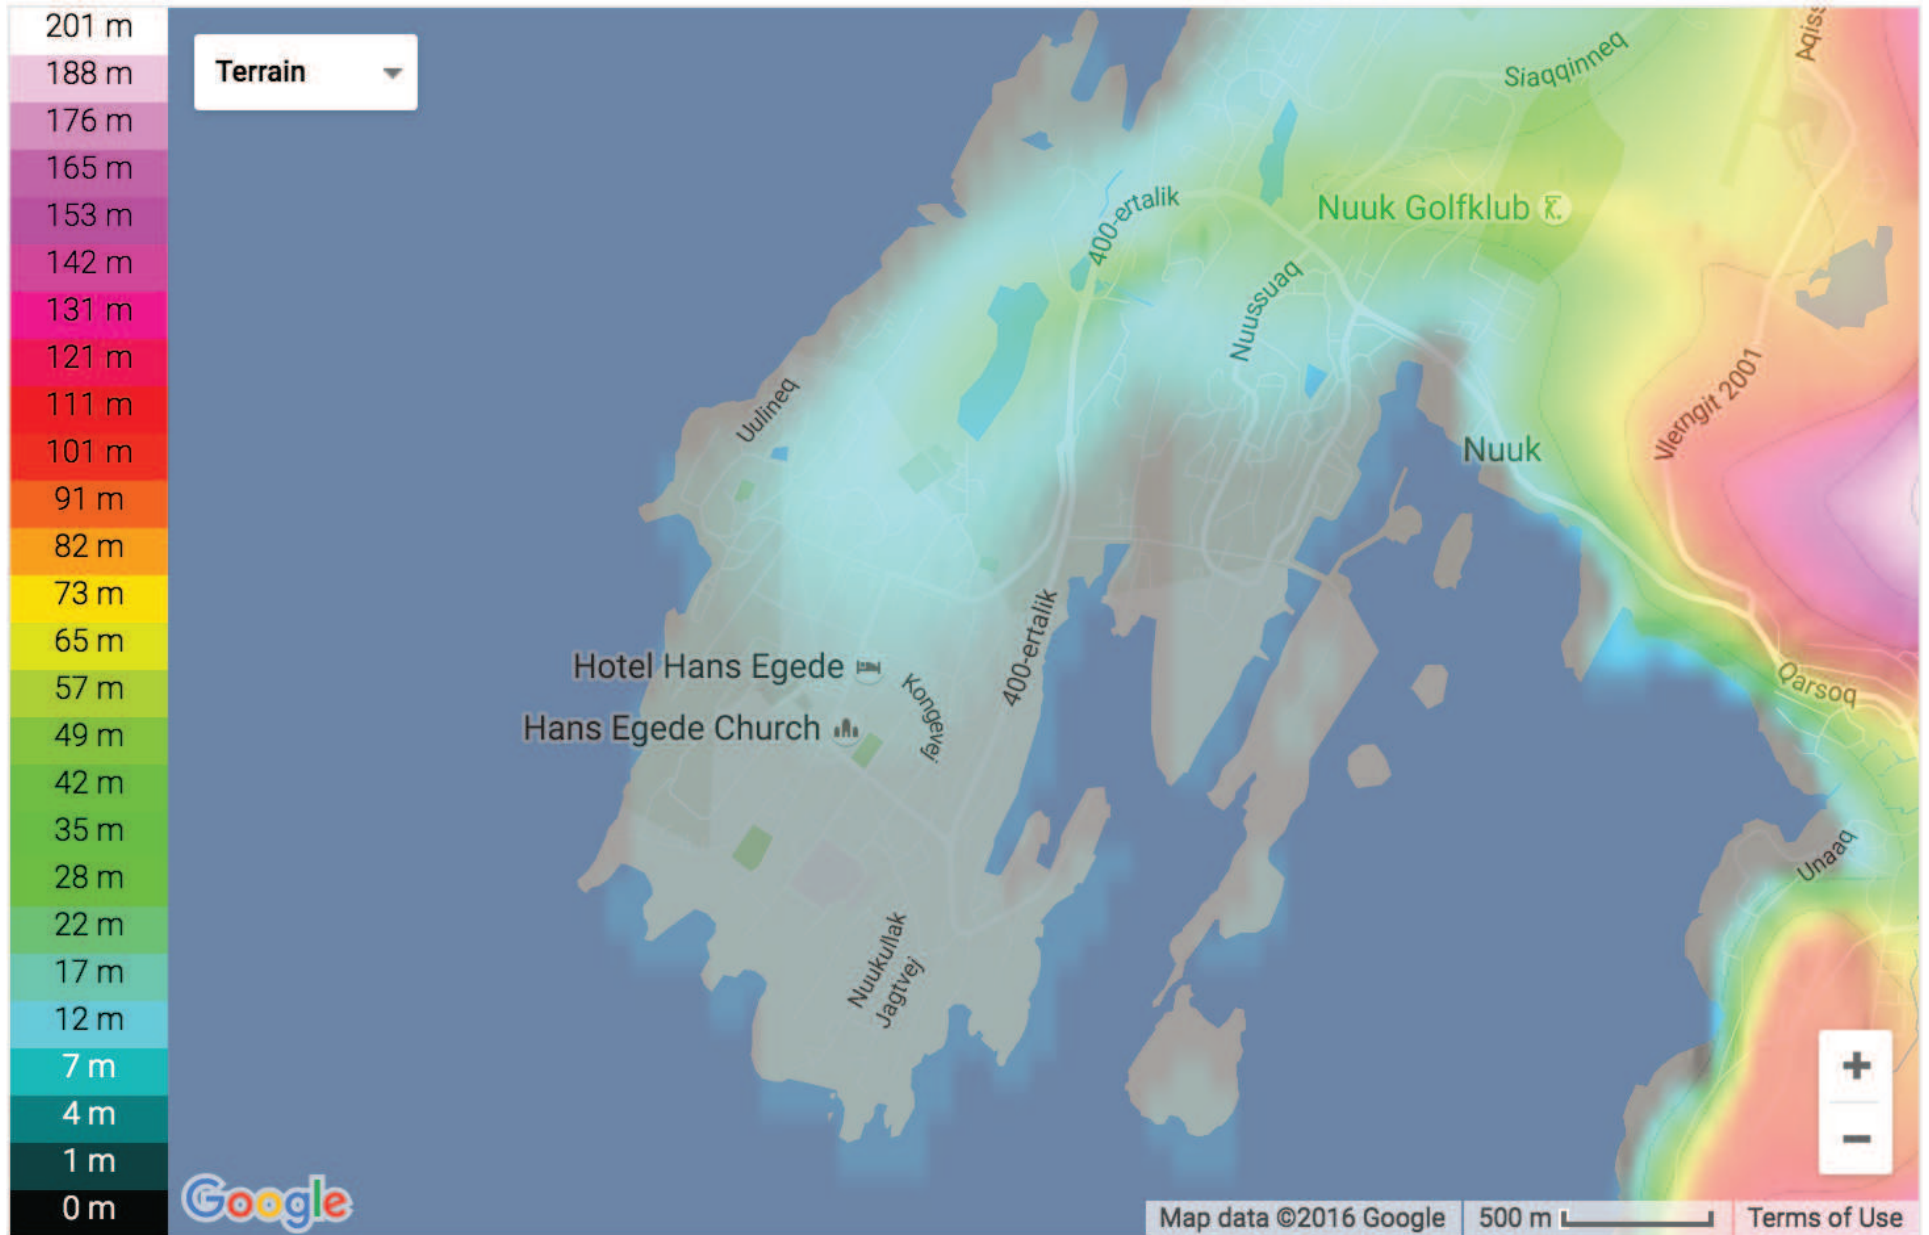 201 m
188 m
176 m
165 m
153 m
142 m
131 m
121 m
111 m
101 m
91 m
82 m
73 m
65 m
57 m
49 m
42 m
35 m
28 m
22 m
17 m
12 m
7 m
4 m
1 m
0 m
Terrain
Siaqqinneq
Aqiss
400-ertalik
Nuuk Golfklub
Nuussuaq
Uulineq
Nuuk
Vlerngit 2001
Hotel Hans Egede
Hans Egede Church
Kongevej
400-ertalik
Qarsoq
Unaaq
Nuukullak
Jagtvej
+
−
Google
Map data ©2016 Google
500 m
Terms of Use